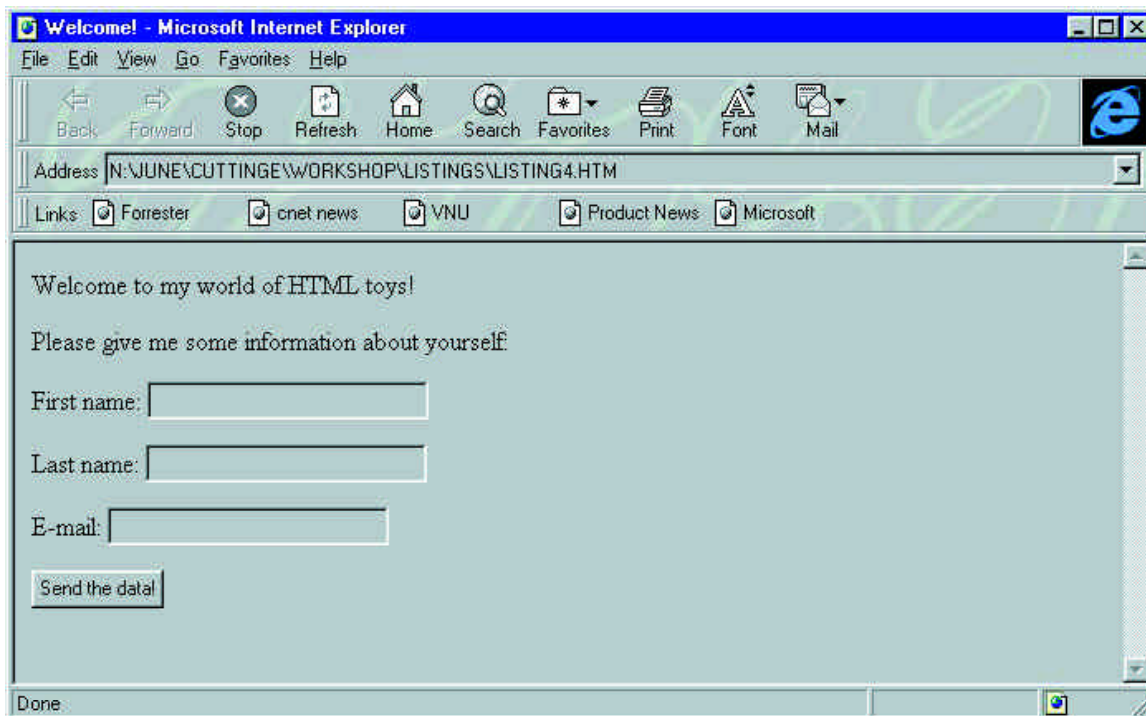 Welcome! - Microsoft Internet Explorer
File Edit View Go Favorites Help
Back Forward Stop Refresh Home Search Favorites Print Font Mail
Address N:\JUNE\CUTTINGE\WORKSHOP\LISTINGS\LISTING4.HTM
Links Forrester cnet news VNU Product News Microsoft
Welcome to my world of HTML toys!
Please give me some information about yourself:
First name:
Last name:
E-mail:
Send the data!
Done